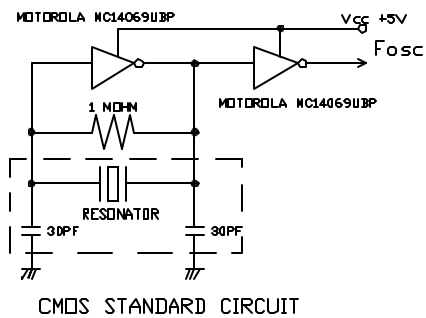 MOTOROLA MC14069UBP
Vcc +5V
Fosc
MOTOROLA MC14069UBP
1 MOHM
RESONATOR
30PF
30PF
CMOS STANDARD CIRCUIT